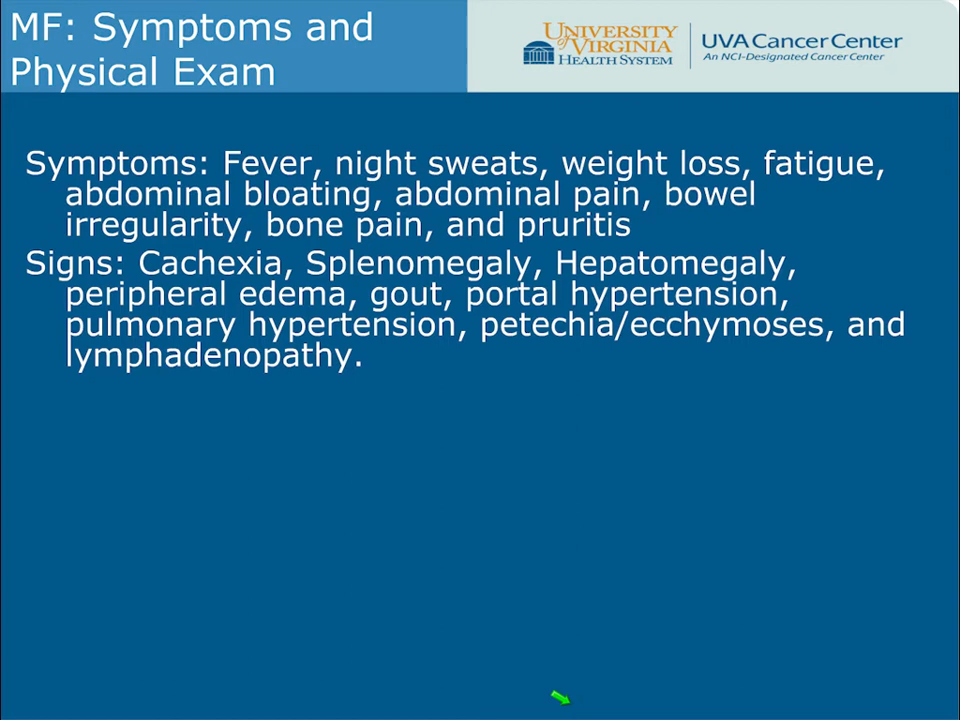 MF: Symptoms and
Physical Exam
UNIVERSITY
OF VIRGINIA
HEALTH SYSTEM
UVA Cancer Center
An NCI-Designated Cancer Center
Symptoms: Fever, night sweats, weight loss, fatigue,
abdominal bloating, abdominal pain, bowel
irregularity, bone pain, and pruritis
Signs: Cachexia, Splenomegaly, Hepatomegaly,
peripheral edema, gout, portal hypertension,
pulmonary hypertension, petechia/ecchymoses, and
lymphadenopathy.